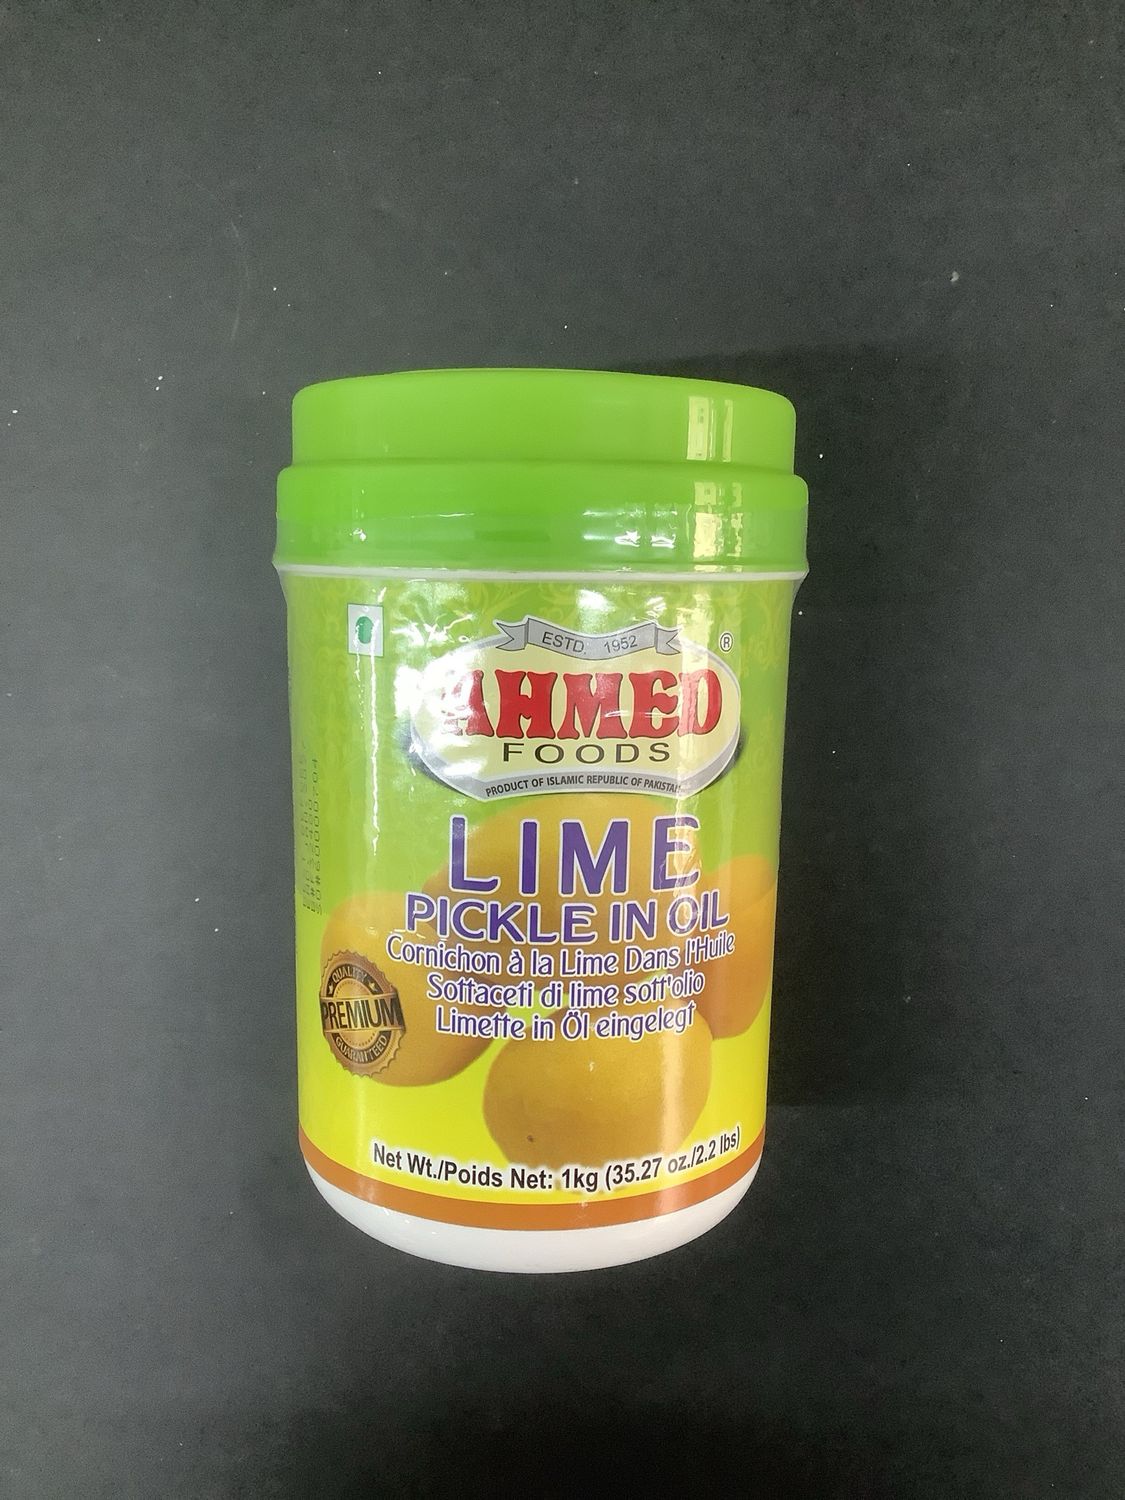 ESTD. 1952
®
AHMED
FOODS
PRODUCT OF ISLAMIC REPUBLIC OF PAKISTAN
LIME
PICKLE IN OIL
Cornichon à la Lime Dans l'Huile
Sottaceti di lime sott'olio
Limette in Öl eingelegt
QUALITY
PREMIUM
GUARANTEED
Net Wt./Poids Net: 1kg (35.27 oz./2.2 lbs)